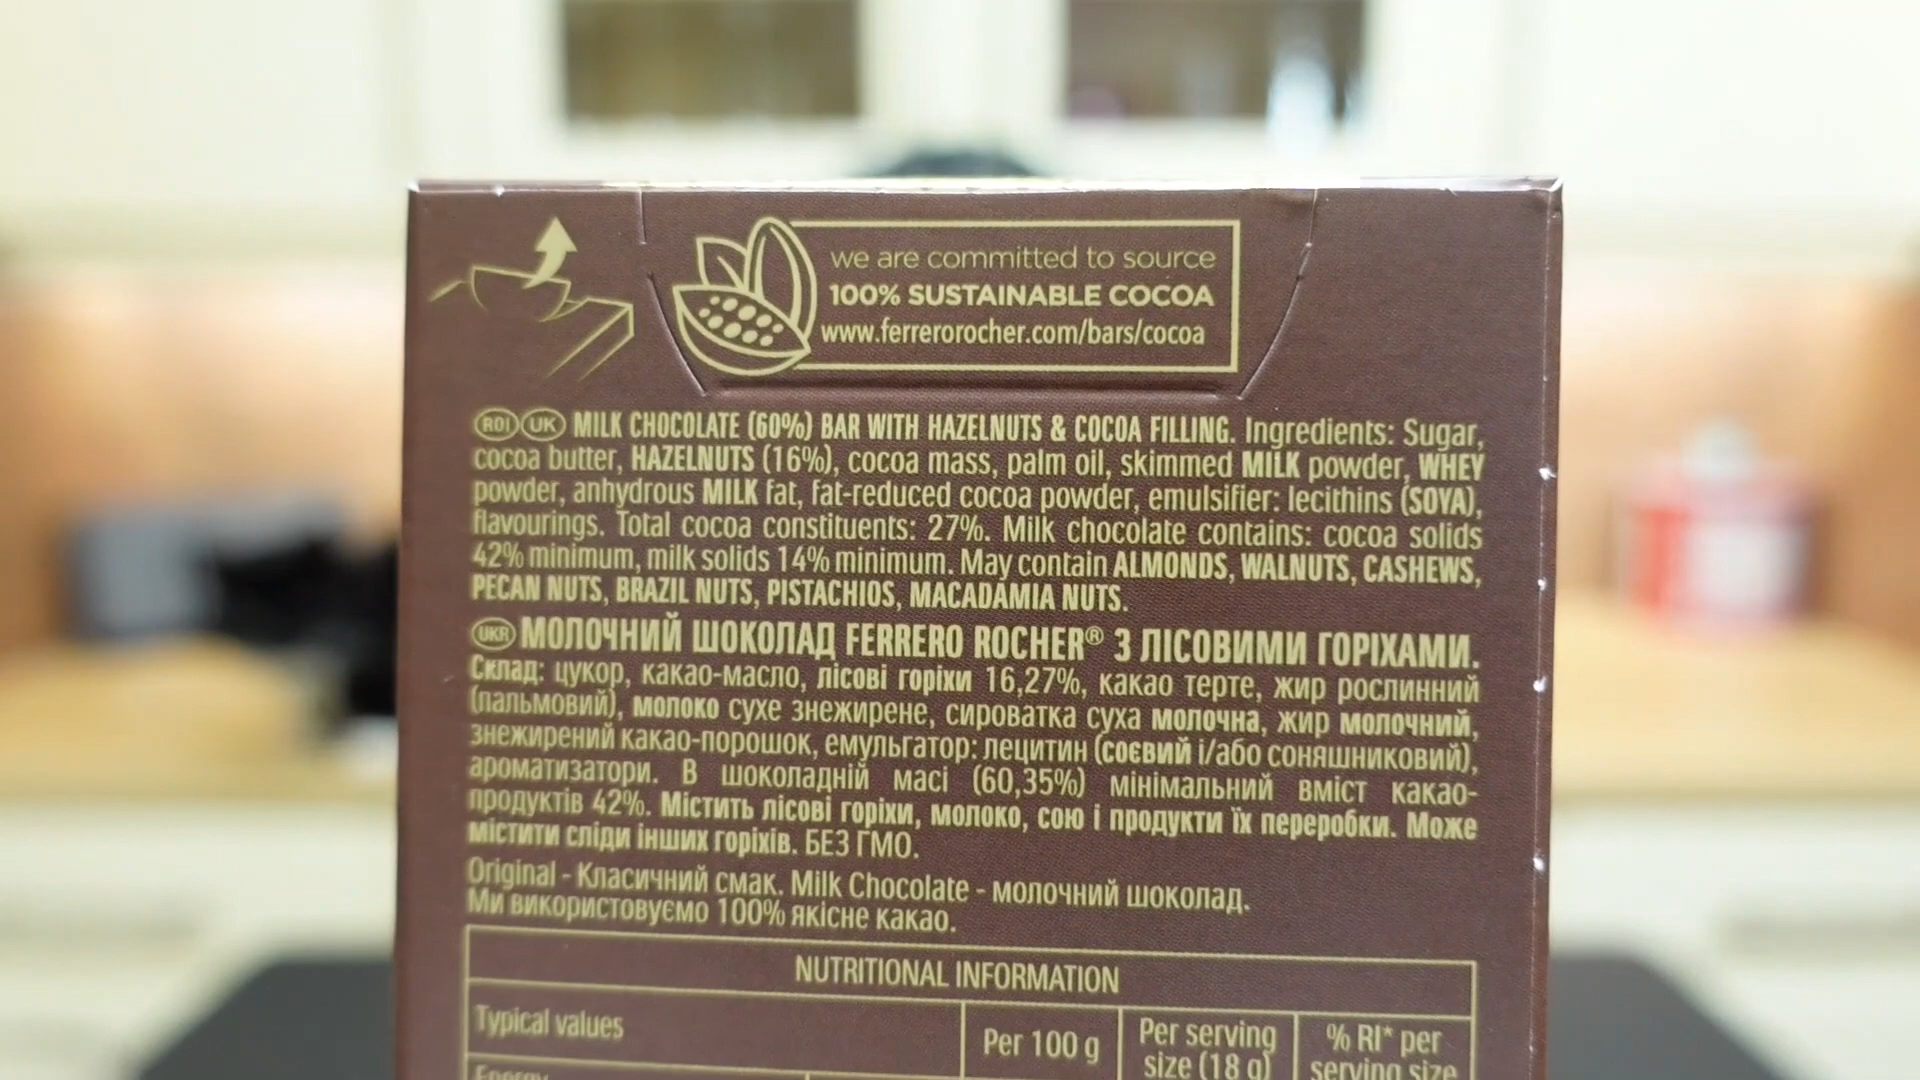 we are committed to source
100% SUSTAINABLE COCOA
www.ferrerorocher.com/bars/cocoa
ROI UK MILK CHOCOLATE (60%) BAR WITH HAZELNUTS & COCOA FILLING. Ingredients: Sugar,
cocoa butter, HAZELNUTS (16%), cocoa mass, palm oil, skimmed MILK powder, WHEY
powder, anhydrous MILK fat, fat-reduced cocoa powder, emulsifier: lecithins (SOYA),
flavourings. Total cocoa constituents: 27%. Milk chocolate contains: cocoa solids
42% minimum, milk solids 14% minimum. May contain ALMONDS, WALNUTS, CASHEWS,
PECAN NUTS, BRAZIL NUTS, PISTACHIOS, MACADAMIA NUTS.
UKR МОЛОЧНИЙ ШОКОЛАД FERRERO ROCHER® З ЛІСОВИМИ ГОРІХАМИ.
Склад: цукор, какао-масло, лісові горіхи 16,27%, какао терте, жир рослинний
(пальмовий), молоко сухе знежирене, сироватка суха молочна, жир молочний,
знежирений какао-порошок, емульгатор: лецитин (соєвий і/або соняшниковий),
ароматизатори. В шоколадній масі (60,35%) мінімальний вміст какао-
продуктів 42%. Містить лісові горіхи, молоко, сою і продукти їх переробки. Може
містити сліди інших горіхів. БЕЗ ГМО.
Original - Класичний смак. Milk Chocolate - молочний шоколад.
Ми використовуємо 100% якісне какао.
NUTRITIONAL INFORMATION
Typical values
Per 100 g
Per serving
size (18 g)
% RI* per
serving size
Energy